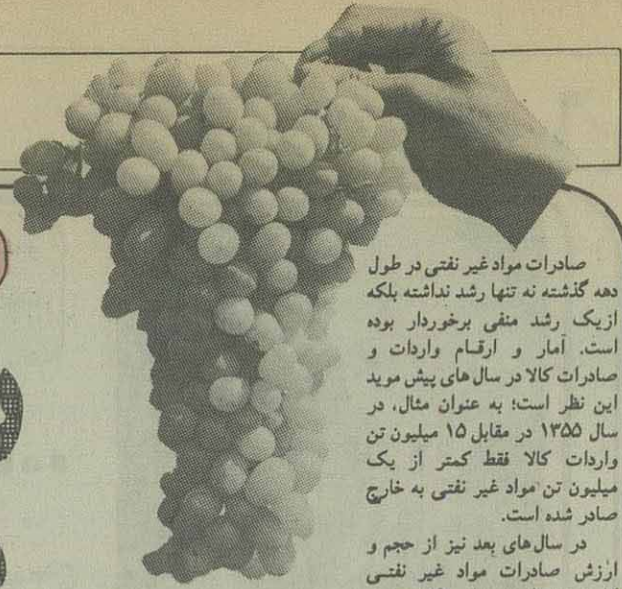 صادرات مواد غیر نفتی در طول
دهه گذشته نه تنها رشد نداشته بلکه
از یک رشد منفی برخوردار بوده
است. آمار و ارقام واردات و
صادرات کالا در سال های پیش موید
این نظر است؛ به عنوان مثال، در
سال ۱۳۵۵ در مقابل ۱۵ میلیون تن
واردات کالا فقط کمتر از یک
میلیون تن مواد غیر نفتی به خارج
صادر شده است.
در سال های بعد نیز از حجم و
ارزش صادرات مواد غیر نفتی